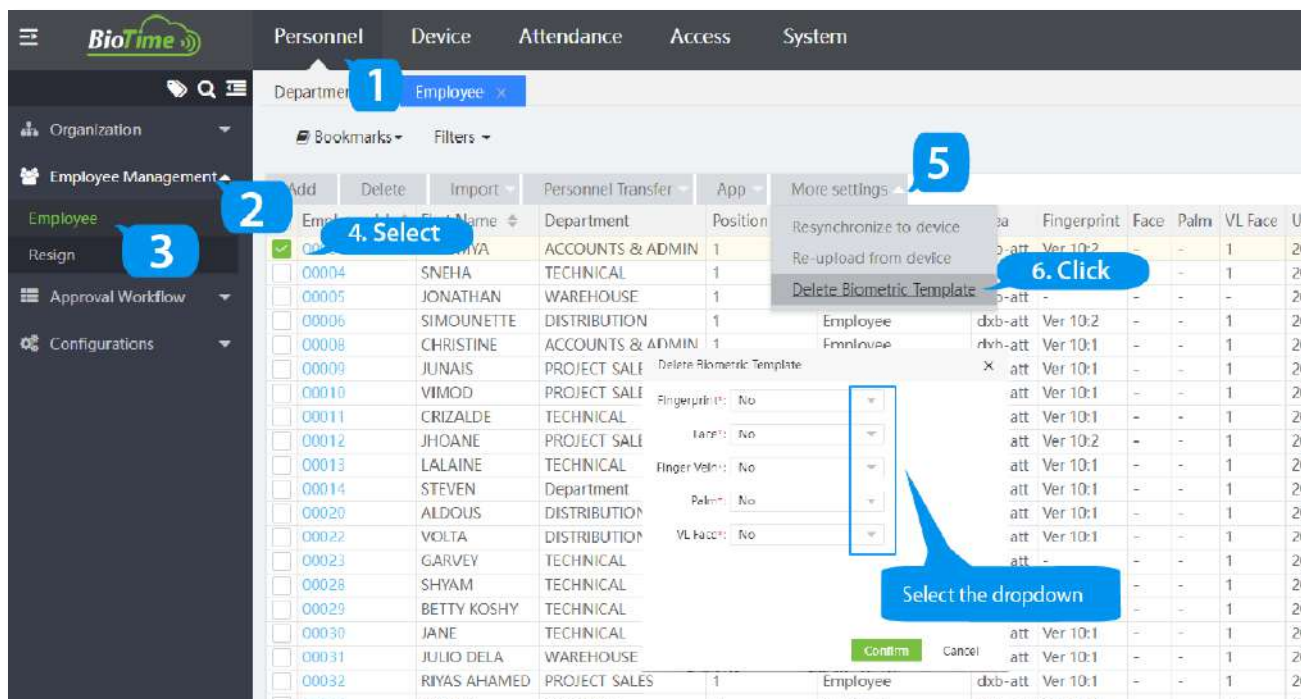 BioTime
Personnel Device Attendance Access System
1
Employee ×
Organization
Bookmarks Filters
5
Employee Management
Add Delete Import Personnel Transfer App More settings
2
Employee
Name Department Position Resynchronize to device Fingerprint Face Palm VL Face
4. Select
Resign
3
ACCOUNTS & ADMIN 1 Re-upload from device Ver 10:2 - - 1
6. Click
00004 SNEHA TECHNICAL 1
Delete Biometric Template
Approval Workflow
00005 JONATHAN WAREHOUSE 1 - - - -
00006 SIMOUNETTE DISTRIBUTION 1 Employee dxb-att Ver 10:2 - - 1
Configurations
00008 CHRISTINE ACCOUNTS & ADMIN 1 Employee dxb-att Ver 10:1 - - 1
Delete Biometric Template ×
00009 JUNAIS PROJECT SALE att Ver 10:1 - - 1
Fingerprint*: No
00010 VIMOD PROJECT SALE att Ver 10:1 - - 1
00011 CRIZALDE TECHNICAL att Ver 10:1 - - 1
Face*: No
00012 JHOANE PROJECT SALE att Ver 10:2 - - 1
00013 LALAINE TECHNICAL att Ver 10:1 - - 1
Finger Vein*: No
00014 STEVEN Department att Ver 10:1 - - 1
Palm*: No
00020 ALDOUS DISTRIBUTION att Ver 10:1 - - 1
00022 VOLTA DISTRIBUTION att Ver 10:1 - - 1
VL Face*: No
00023 GARVEY TECHNICAL att - - - 1
00028 SHYAM TECHNICAL
Select the dropdown
00029 BETTY KOSHY TECHNICAL
00030 JANE TECHNICAL att Ver 10:1 - - 1
00031 JULIO DELA WAREHOUSE att Ver 10:1 - - 1
Confirm Cancel
00032 RIYAS AHAMED PROJECT SALES 1 Employee dxb-att Ver 10:1 - - 1